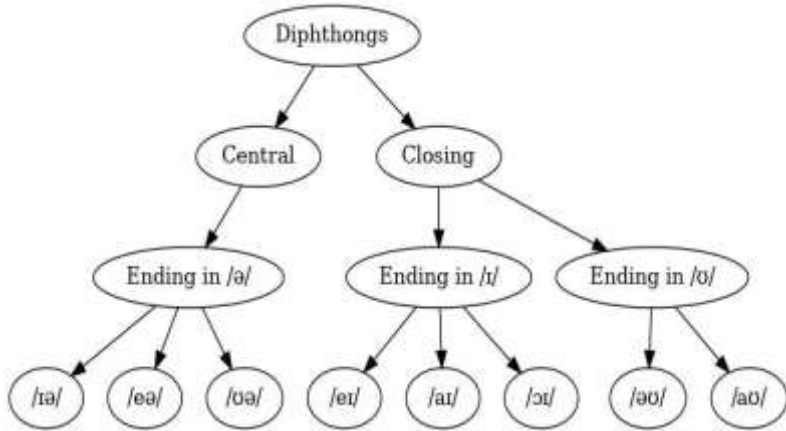 Diphthongs
Central
Closing
Ending in /ə/
Ending in /ɪ/
Ending in /ʊ/
/ɪə/
/eə/
/ʊə/
/eɪ/
/aɪ/
/ɔɪ/
/əʊ/
/aʊ/